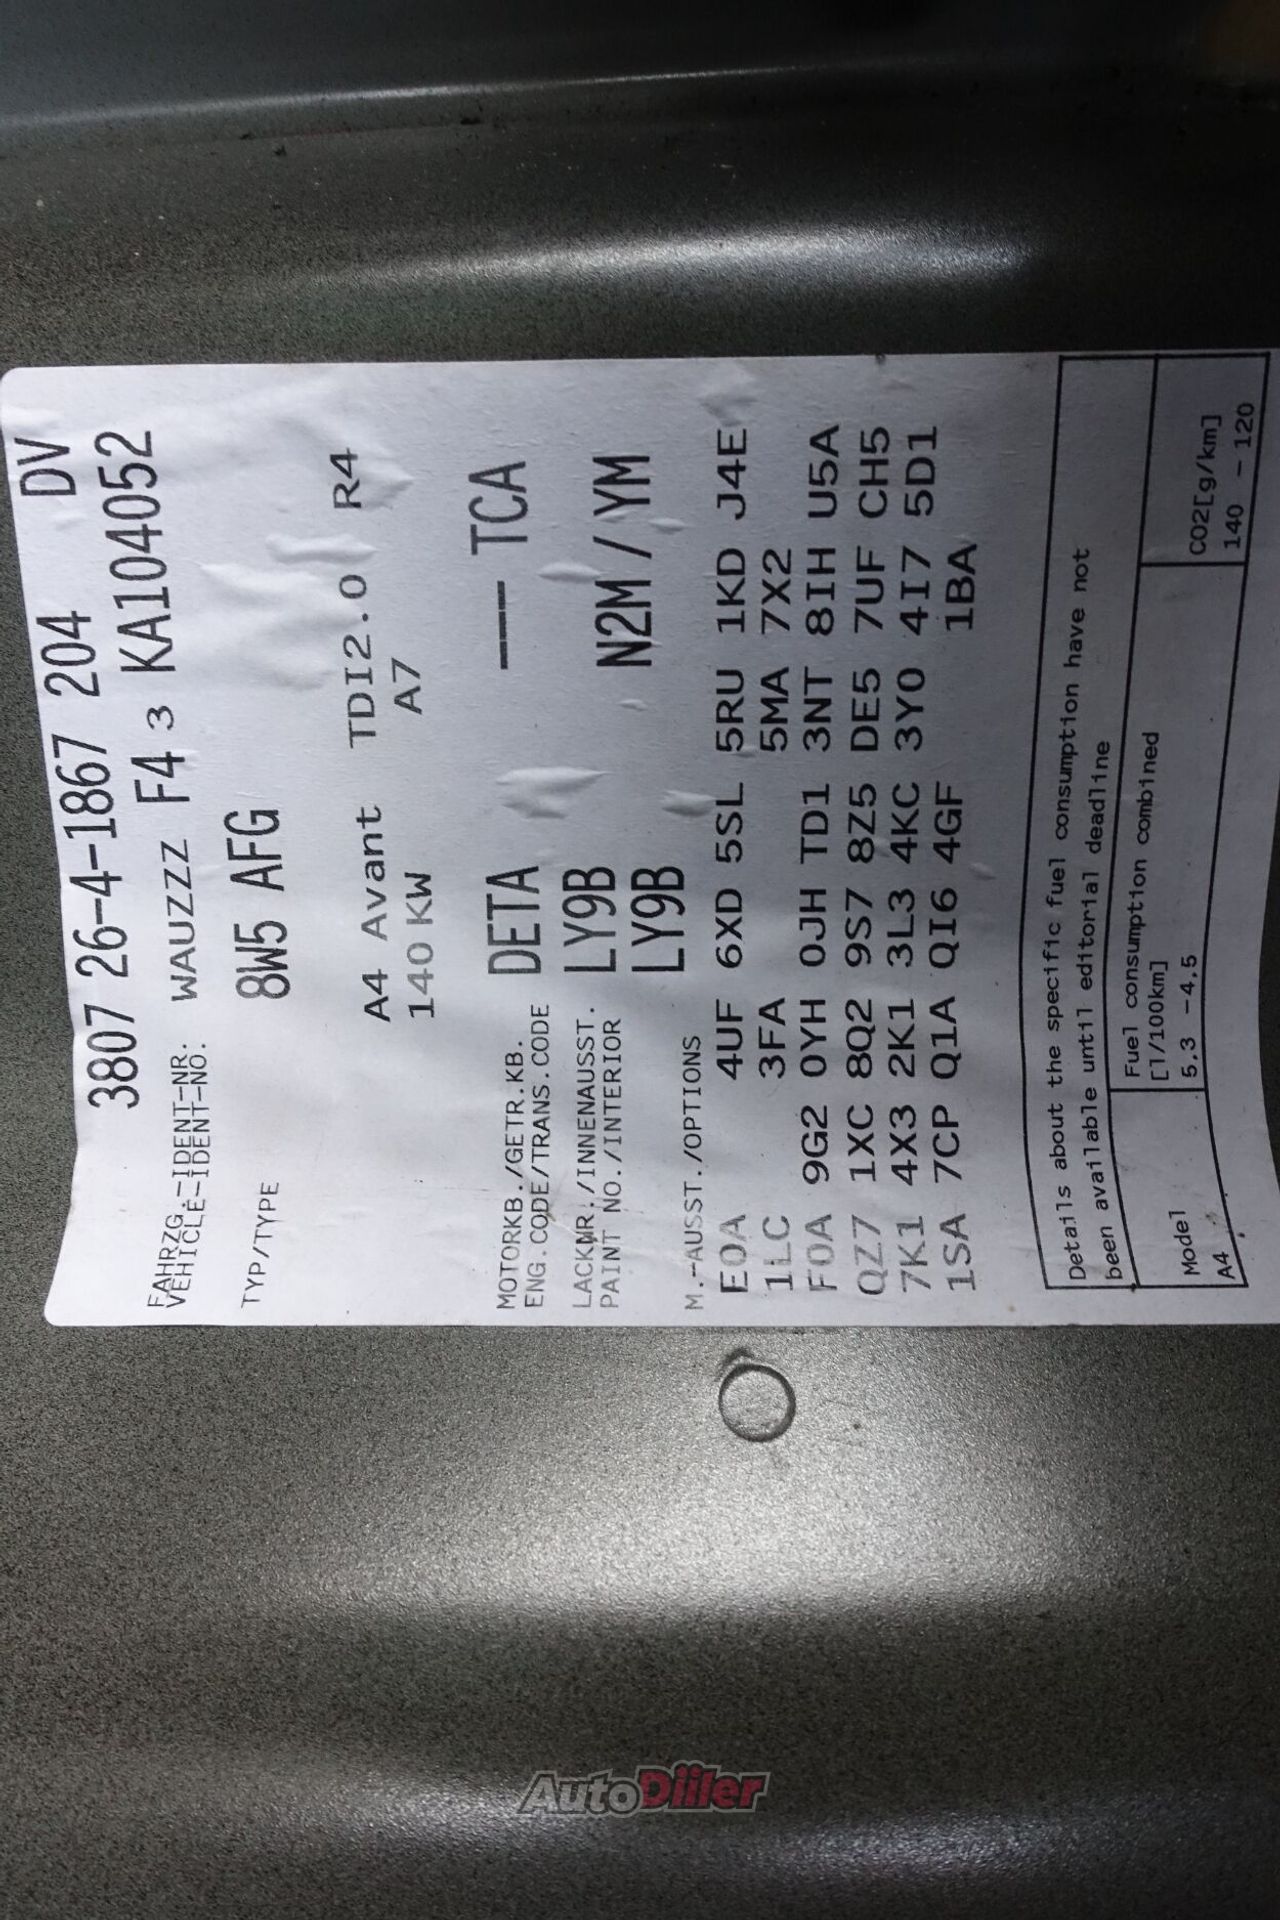 3807 26-4-1867 204 DV
FAHRZG.-IDENT-NR.
VEHICLE-IDENT-NO. WAUZZZ F4 3 KA104052
TYP/TYPE 8W5 AFG
A4 Avant TDI2.0 R4
140 KW A7
MOTORKB./GETR.KB.
ENG.CODE/TRANS.CODE DETA --- TCA
LACKNR./INNENAUSST. LY9B
PAINT NO./INTERIOR N2M / YM
LY9B
M.-AUSST./OPTIONS
E0A 4UF 6XD 5SL 5RU 1KD J4E
1LC 3FA 5MA 7X2
F0A 9G2 0YH 0JH TD1 3NT 8IH U5A
QZ7 1XC 8Q2 9S7 8Z5 DE5 7UF CH5
7K1 4X3 2K1 3L3 4KC 3Y0 4I7 5D1
1SA 7CP Q1A QI6 4GF 1BA
Details about the specific fuel consumption have not
been available until editorial deadline
Model Fuel consumption combined CO2[g/km]
[l/100km]
A4 5.3 -4.5 140 - 120
AutoDiiler